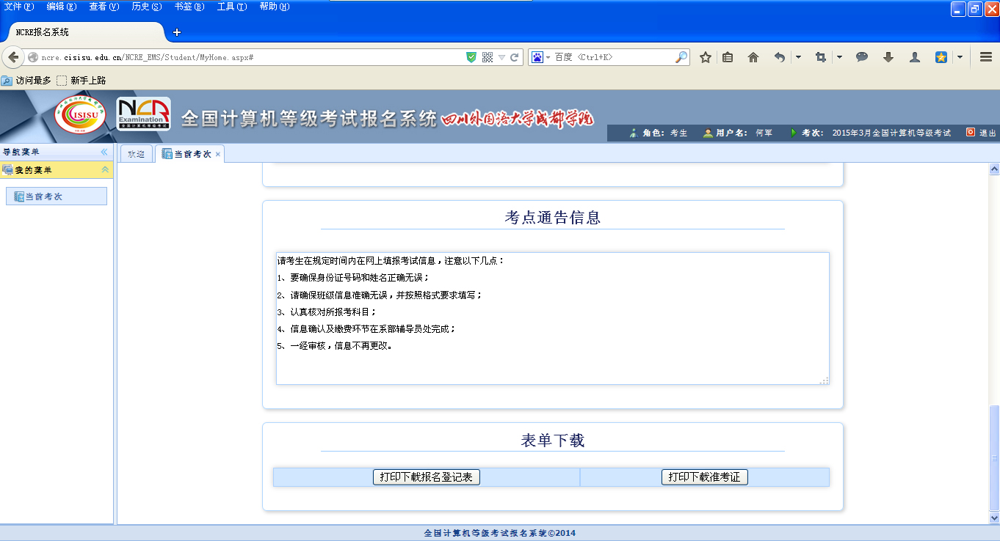 文件(F) 编辑(E) 查看(V) 历史(S) 书签(B) 工具(T) 帮助(H)
NCRE报名系统
ncre.cisisu.edu.cn/NCRE_EMS/Student/MyHome.aspx#
百度 <Ctrl+K>
访问最多 新手上路
CISISU
NCR
Examination
全国计算机等级考试
全国计算机等级考试报名系统 四川外国语大学成都学院
角色: 考生 用户名: 何军 考次: 2015年3月全国计算机等级考试 退出
导航菜单
欢迎 当前考次
我的菜单
当前考次
考点通告信息
请考生在规定时间内在网上填报考试信息，注意以下几点：
1、要确保身份证号码和姓名正确无误；
2、请确保班级信息准确无误，并按照格式要求填写；
3、认真核对所报考科目；
4、信息确认及缴费环节在系部辅导员处完成；
5、一经审核，信息不再更改。
表单下载
打印下载报名登记表 打印下载准考证
全国计算机等级考试报名系统©2014